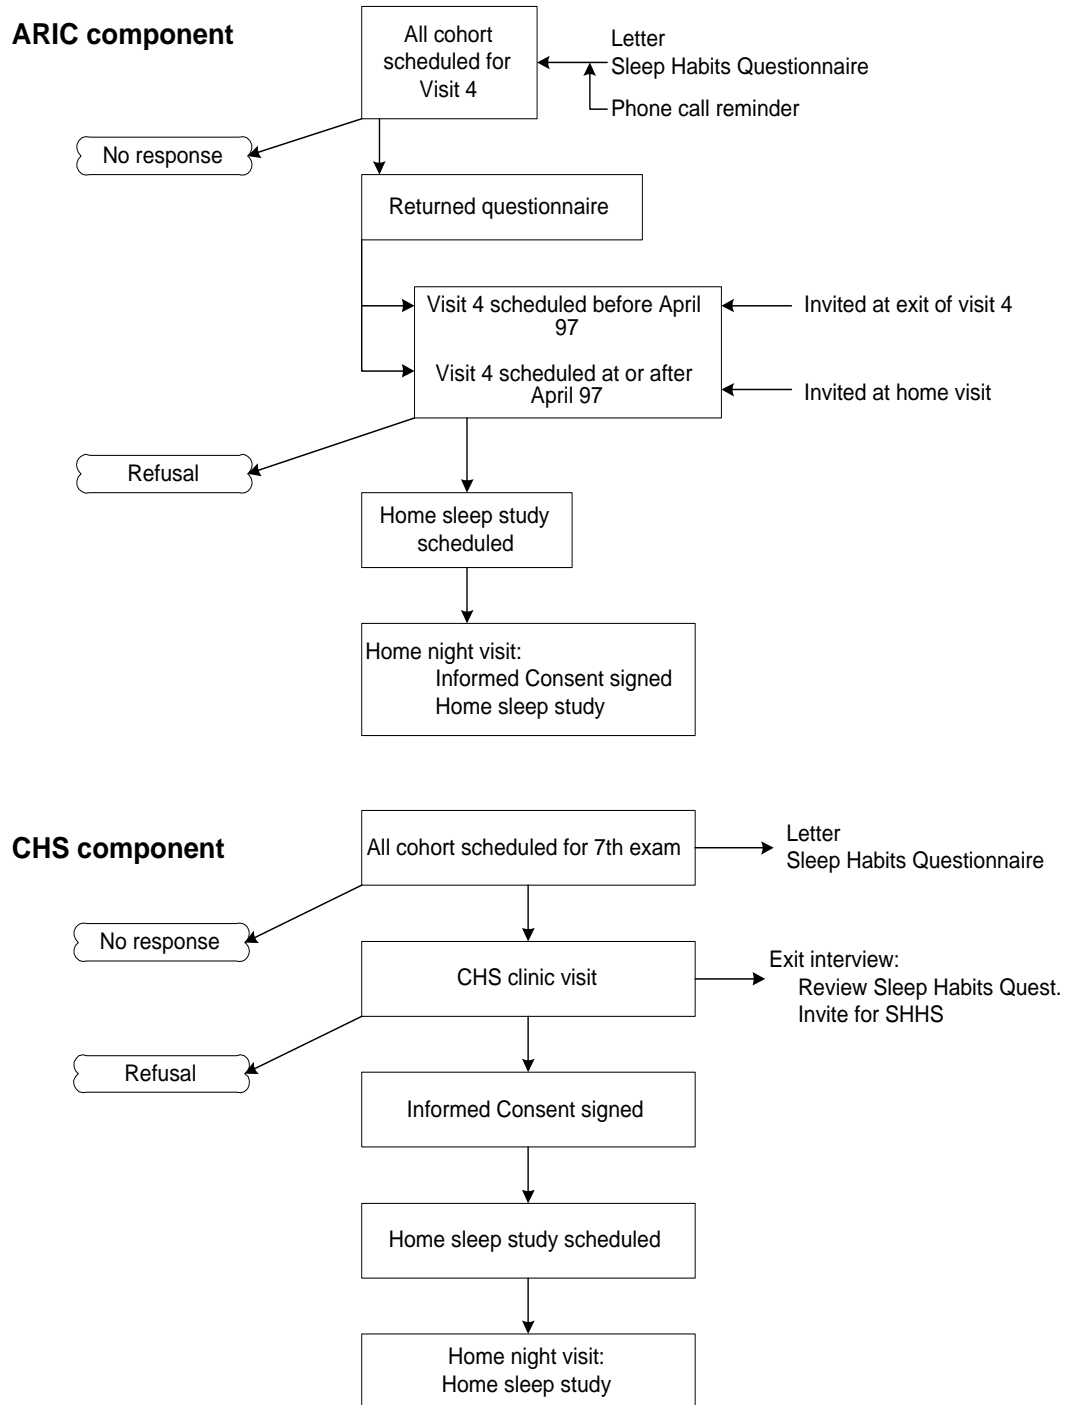 ARIC component
All cohort
scheduled for
Visit 4
Letter
Sleep Habits Questionnaire
Phone call reminder
No response
Returned questionnaire
Visit 4 scheduled before April
97
Invited at exit of visit 4
Visit 4 scheduled at or after
April 97
Invited at home visit
Refusal
Home sleep study
scheduled
Home night visit:
Informed Consent signed
Home sleep study
CHS component
All cohort scheduled for 7th exam
Letter
Sleep Habits Questionnaire
No response
CHS clinic visit
Exit interview:
Review Sleep Habits Quest.
Invite for SHHS
Refusal
Informed Consent signed
Home sleep study scheduled
Home night visit:
Home sleep study